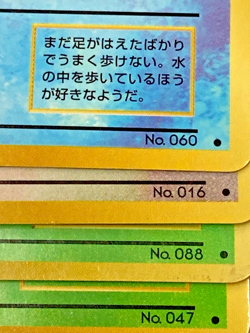 まだ足がはえたばかり
でうまく歩けない。水
の中を歩いているほう
が好きなようだ。
No. 060 ●
No. 016 ●
No. 088 ●
No. 047 ●